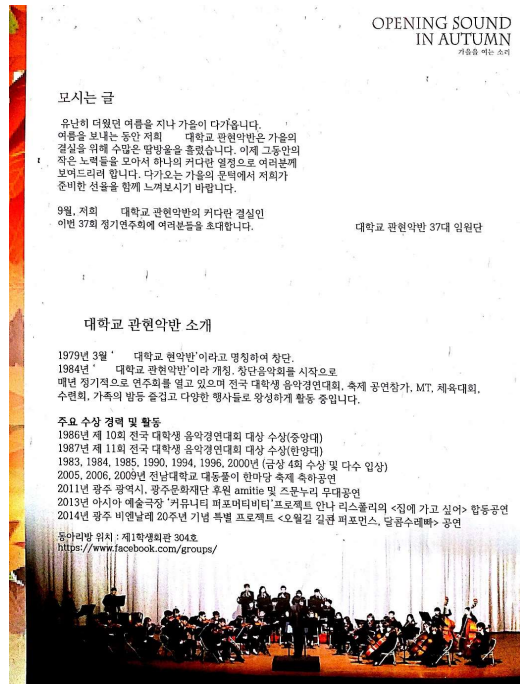 OPENING SOUND
IN AUTUMN
가을을 여는 소리
모시는 글
유난히 더웠던 여름을 지나 가을이 다가옵니다.
여름을 보내는 동안 저희 대학교 관현악반은 가을의
결실을 위해 수많은 땀방울을 흘렸습니다. 이제 그동안의
작은 노력들을 모아서 하나의 커다란 열정으로 여러분께
보여드리려 합니다. 다가오는 가을의 문턱에서 저희가
준비한 선율을 함께 느껴보시기 바랍니다.
9월, 저희 대학교 관현악반의 커다란 결실인
이번 37회 정기연주회에 여러분들을 초대합니다.
대학교 관현악반 37대 임원단
대학교 관현악반 소개
1979년 3월 ' 대학교 현악반'이라고 명칭하여 창단.
1984년 ' 대학교 관현악반'이라 개칭. 창단음악회를 시작으로
매년 정기적으로 연주회를 열고 있으며 전국 대학생 음악경연대회, 축제 공연참가, MT, 체육대회,
수련회, 가족의 밤등 즐겁고 다양한 행사들로 왕성하게 활동 중입니다.
주요 수상 경력 및 활동
1986년 제 10회 전국 대학생 음악경연대회 대상 수상(중앙대)
1987년 제 11회 전국 대학생 음악경연대회 대상 수상(한양대)
1983, 1984, 1985, 1990, 1994, 1996, 2000년 (금상 4회 수상 및 다수 입상)
2005, 2006, 2009년 전남대학교 대동풀이 한마당 축제 축하공연
2011년 광주 광역시, 광주문화재단 후원 amitie 및 즈문누리 무대공연
2013년 아시아 예술극장 '커뮤니티 퍼포머티비티'프로젝트 안나 리스폴리의 <집에 가고 싶어> 합동공연
2014년 광주 비엔날레 20주년 기념 특별 프로젝트 <오월길 길콘 퍼포먼스, 달콤수레빠> 공연
동아리방 위치 : 제1학생회관 304호
https://www.facebook.com/groups/